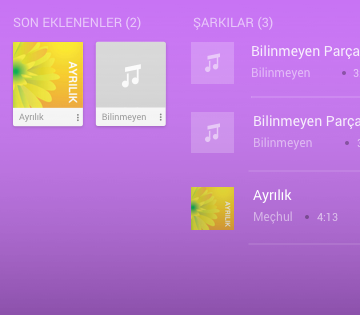 SON EKLENENLER (2)
AYRILIK
Ayrılık
Bilinmeyen
ŞARKILAR (3)
Bilinmeyen Parça
Bilinmeyen • 3
Bilinmeyen Parça
Bilinmeyen •
AYRILIK
Ayrılık
Meçhul • 4:13